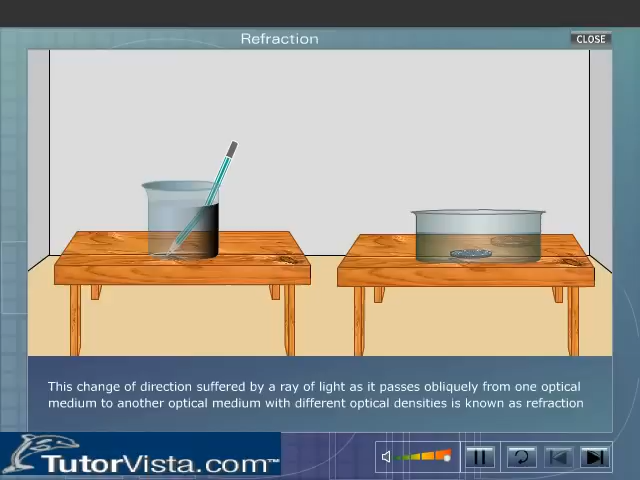 Refraction
CLOSE
This change of direction suffered by a ray of light as it passes obliquely from one optical
medium to another optical medium with different optical densities is known as refraction
TutorVista.com™